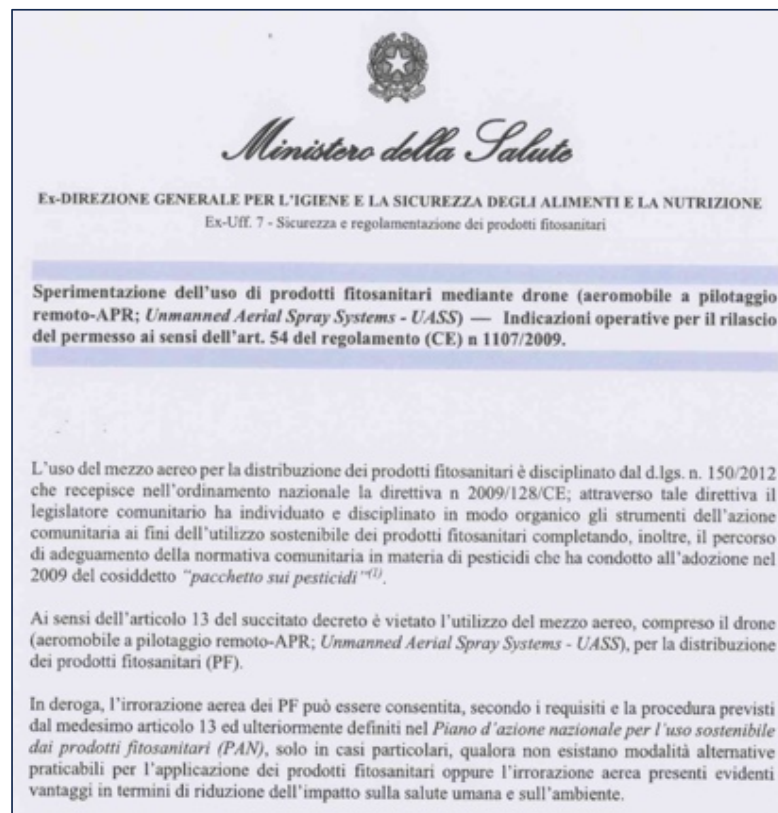 Ministero della Salute
Ex-DIREZIONE GENERALE PER L'IGIENE E LA SICUREZZA DEGLI ALIMENTI E LA NUTRIZIONE
Ex-Uff. 7 - Sicurezza e regolamentazione dei prodotti fitosanitari
Sperimentazione dell'uso di prodotti fitosanitari mediante drone (aeromobile a pilotaggio
remoto-APR; Unmanned Aerial Spray Systems - UASS) — Indicazioni operative per il rilascio
del permesso ai sensi dell'art. 54 del regolamento (CE) n 1107/2009.
L'uso del mezzo aereo per la distribuzione dei prodotti fitosanitari è disciplinato dal d.lgs. n. 150/2012
che recepisce nell'ordinamento nazionale la direttiva n 2009/128/CE; attraverso tale direttiva il
legislatore comunitario ha individuato e disciplinato in modo organico gli strumenti dell'azione
comunitaria ai fini dell'utilizzo sostenibile dei prodotti fitosanitari completando, inoltre, il percorso
di adeguamento della normativa comunitaria in materia di pesticidi che ha condotto all'adozione nel
2009 del cosiddetto "pacchetto sui pesticidi"(1).
Ai sensi dell'articolo 13 del succitato decreto è vietato l'utilizzo del mezzo aereo, compreso il drone
(aeromobile a pilotaggio remoto-APR; Unmanned Aerial Spray Systems - UASS), per la distribuzione
dei prodotti fitosanitari (PF).
In deroga, l'irrorazione aerea dei PF può essere consentita, secondo i requisiti e la procedura previsti
dal medesimo articolo 13 ed ulteriormente definiti nel Piano d'azione nazionale per l'uso sostenibile
dai prodotti fitosanitari (PAN), solo in casi particolari, qualora non esistano modalità alternative
praticabili per l'applicazione dei prodotti fitosanitari oppure l'irrorazione aerea presenti evidenti
vantaggi in termini di riduzione dell'impatto sulla salute umana e sull'ambiente.